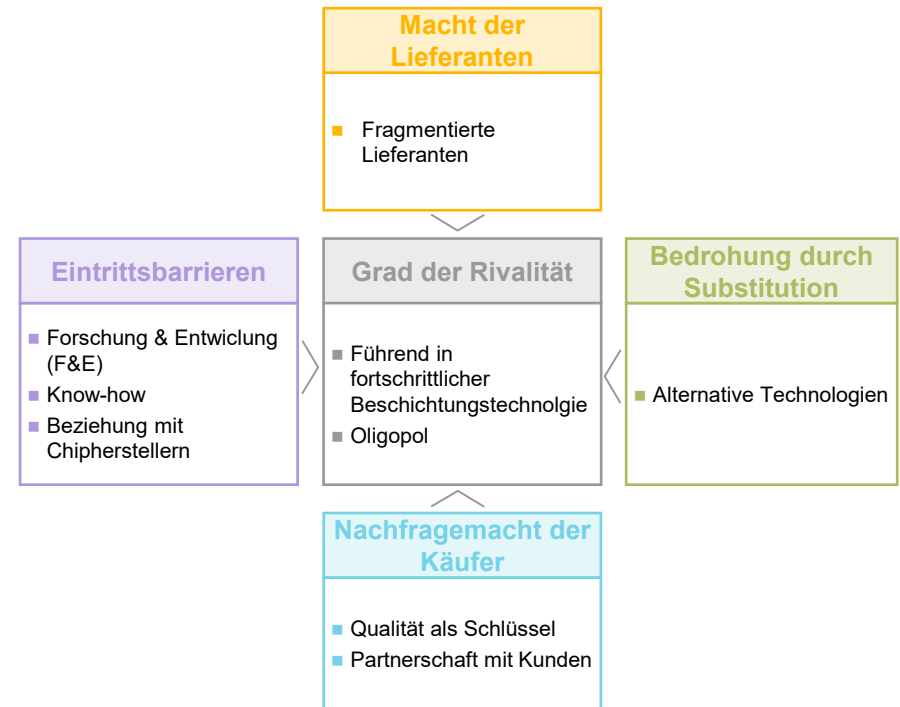 Macht der
Lieferanten
Fragmentierte
Lieferanten
Eintrittsbarrieren
Forschung & Entwiclung
(F&E)
Know-how
Beziehung mit
Chipherstellern
Grad der Rivalität
Führend in
fortschrittlicher
Beschichtungstechnolgie
Oligopol
Bedrohung durch
Substitution
Alternative Technologien
Nachfragemacht der
Käufer
Qualität als Schlüssel
Partnerschaft mit Kunden